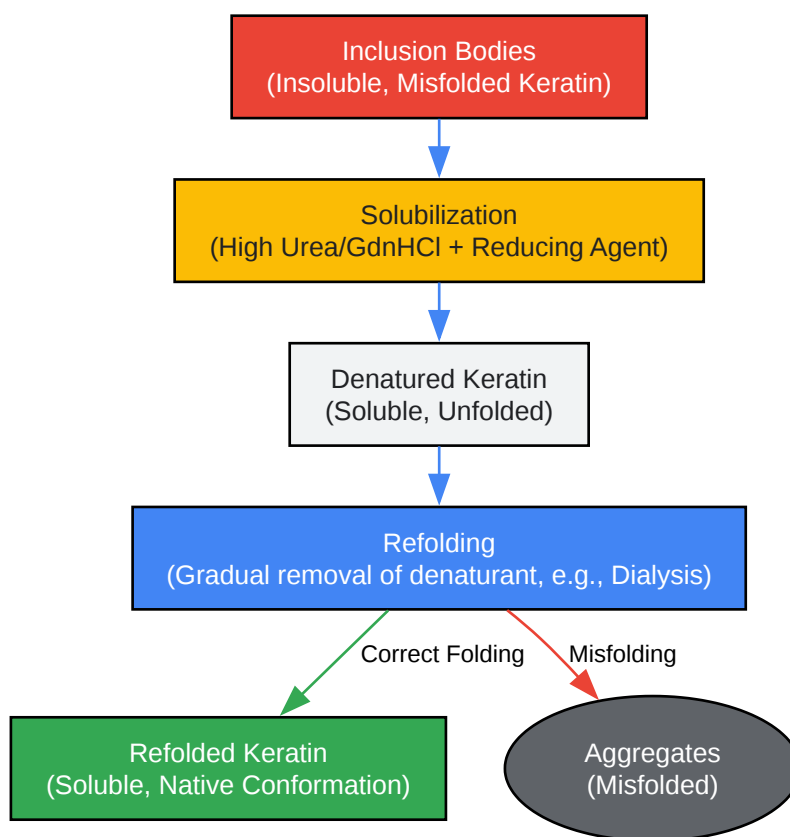 Inclusion Bodies
(Insoluble, Misfolded Keratin)
Solubilization
(High Urea/GdnHCl + Reducing Agent)
Denatured Keratin
(Soluble, Unfolded)
Refolding
(Gradual removal of denaturant, e.g., Dialysis)
Correct Folding
Misfolding
Refolded Keratin
(Soluble, Native Conformation)
Aggregates
(Misfolded)